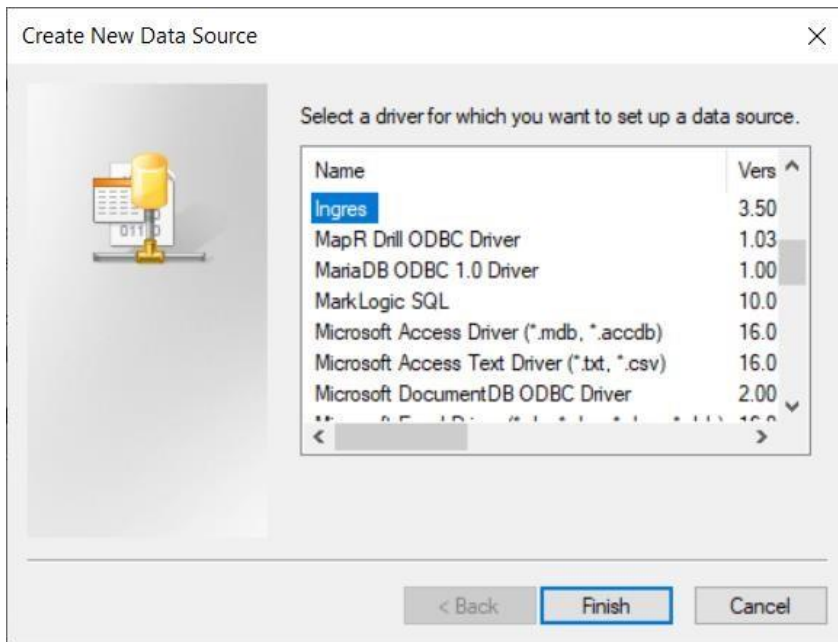 Create New Data Source
Select a driver for which you want to set up a data source.
Name Vers
Ingres 3.50
MapR Drill ODBC Driver 1.03
MariaDB ODBC 1.0 Driver 1.00
MarkLogic SQL 10.0
Microsoft Access Driver (*.mdb, *.accdb) 16.0
Microsoft Access Text Driver (*.txt, *.csv) 16.0
Microsoft DocumentDB ODBC Driver 2.00
< Back Finish Cancel